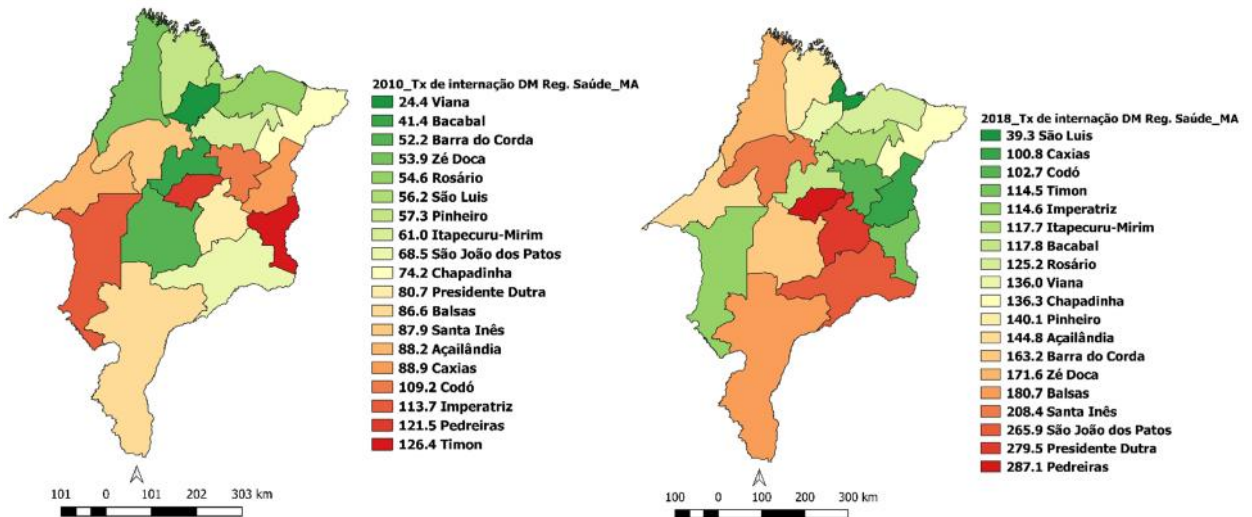 2010_Tx de internação DM Reg. Saúde_MA
24.4 Viana
41.4 Bacabal
52.2 Barra do Corda
53.9 Zé Doca
54.6 Rosário
56.2 São Luis
57.3 Pinheiro
61.0 Itapecuru-Mirim
68.5 São João dos Patos
74.2 Chapadinha
80.7 Presidente Dutra
86.6 Balsas
87.9 Santa Inês
88.2 Açailândia
88.9 Caxias
109.2 Codó
113.7 Imperatriz
121.5 Pedreiras
126.4 Timon
101 0 101 202 303 km
2018_Tx de internação DM Reg. Saúde_MA
39.3 São Luis
100.8 Caxias
102.7 Codó
114.5 Timon
114.6 Imperatriz
117.7 Itapecuru-Mirim
117.8 Bacabal
125.2 Rosário
136.0 Viana
136.3 Chapadinha
140.1 Pinheiro
144.8 Açailândia
163.2 Barra do Corda
171.6 Zé Doca
180.7 Balsas
208.4 Santa Inês
265.9 São João dos Patos
279.5 Presidente Dutra
287.1 Pedreiras
100 0 100 200 300 km